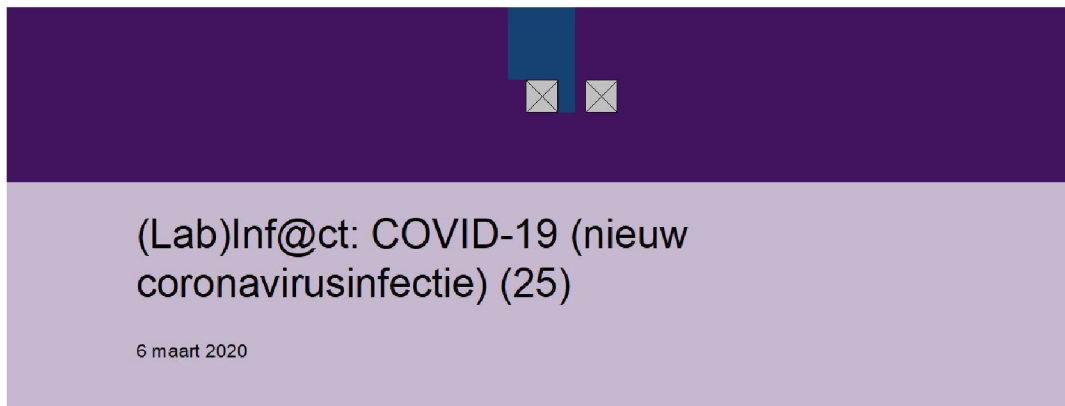 (Lab)Inf@ct: COVID-19 (nieuw
coronavirusinfectie) (25)
6 maart 2020